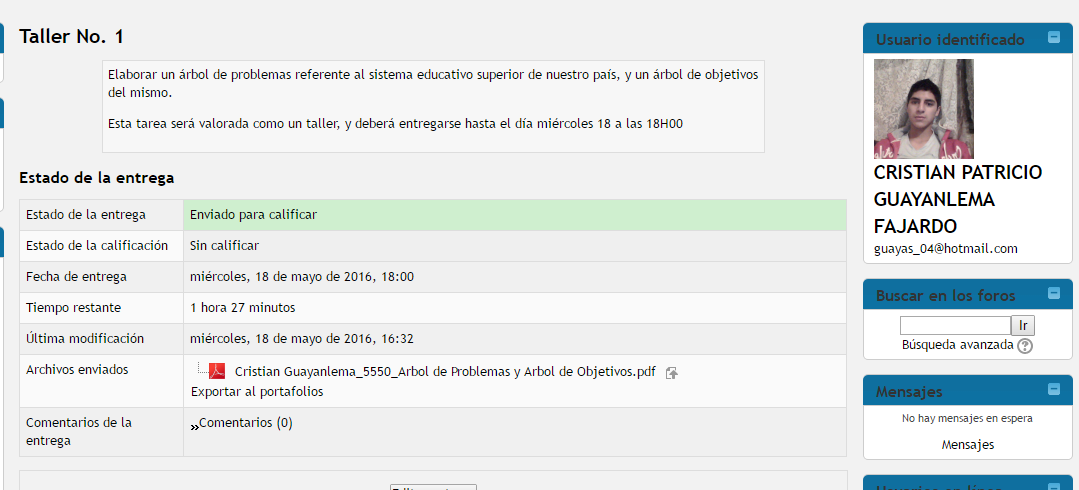 Taller No. 1
Elaborar un árbol de problemas referente al sistema educativo superior de nuestro país, y un árbol de objetivos
del mismo.
Esta tarea será valorada como un taller, y deberá entregarse hasta el día miércoles 18 a las 18H00
Estado de la entrega
Estado de la entrega Enviado para calificar
Estado de la calificación Sin calificar
Fecha de entrega miércoles, 18 de mayo de 2016, 18:00
Tiempo restante 1 hora 27 minutos
Última modificación miércoles, 18 de mayo de 2016, 16:32
Archivos enviados Cristian Guayanlema_5550_Arbol de Problemas y Arbol de Objetivos.pdf
Exportar al portafolios
Comentarios de la
entrega
»Comentarios (0)
Usuario identificado
CRISTIAN PATRICIO
GUAYANLEMA
FAJARDO
guayas_04@hotmail.com
Buscar en los foros
Ir
Búsqueda avanzada ?
Mensajes
No hay mensajes en espera
Mensajes